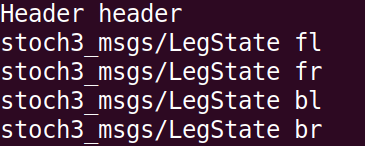 Header header
stoch3_msgs/LegState fl
stoch3_msgs/LegState fr
stoch3_msgs/LegState bl
stoch3_msgs/LegState br